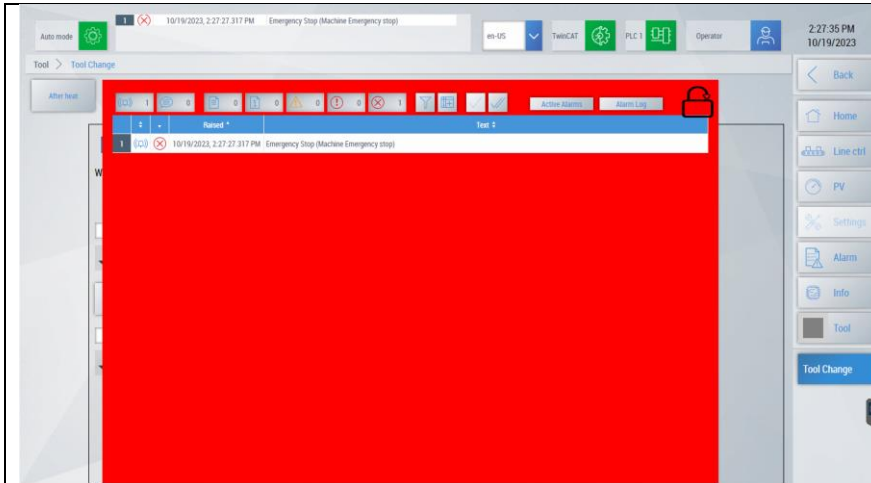 Auto mode
1 10/19/2023, 2:27:27.317 PM Emergency Stop (Machine Emergency stop)
en-US
TwinCAT
PLC 1
Operator
2:27:35 PM
10/19/2023
Tool > Tool Change
Back
After heat
1 0 0 0 0 0 1
Active Alarms
Alarm Log
Home
Raised
Text
1 10/19/2023, 2:27:27.317 PM Emergency Stop (Machine Emergency stop)
Line ctrl
W
PV
Settings
Alarm
Info
Tool
Tool Change